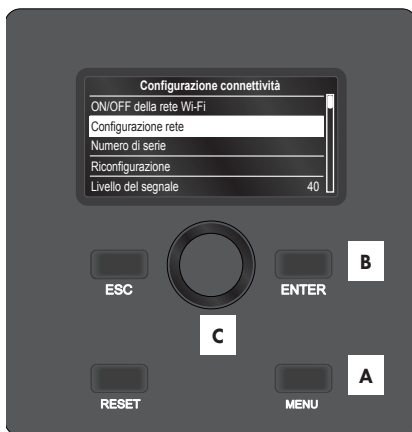 Configurazione connettività
ON/OFF della rete Wi-Fi
Configurazione rete
Numero di serie
Riconfigurazione
Livello del segnale 40
ESC ENTER B
C
RESET MENU A